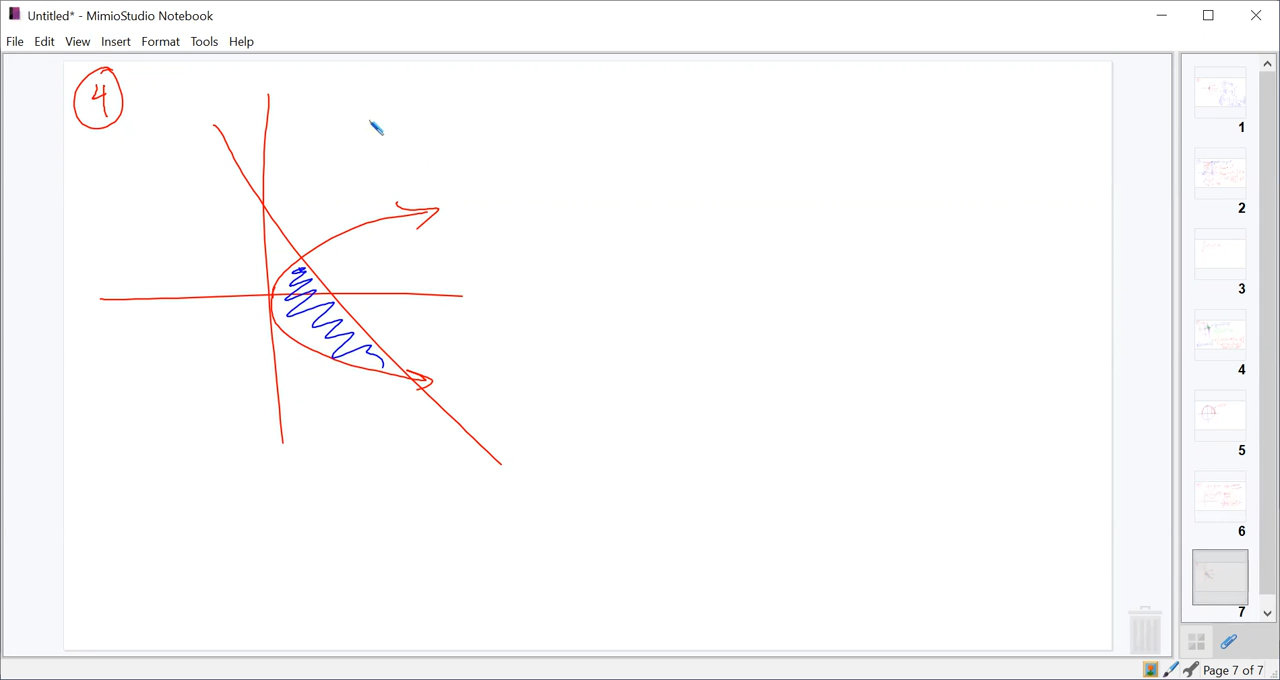 Untitled* - MimioStudio Notebook
File Edit View Insert Format Tools Help
4
1
2
3
4
5
6
7
Page 7 of 7